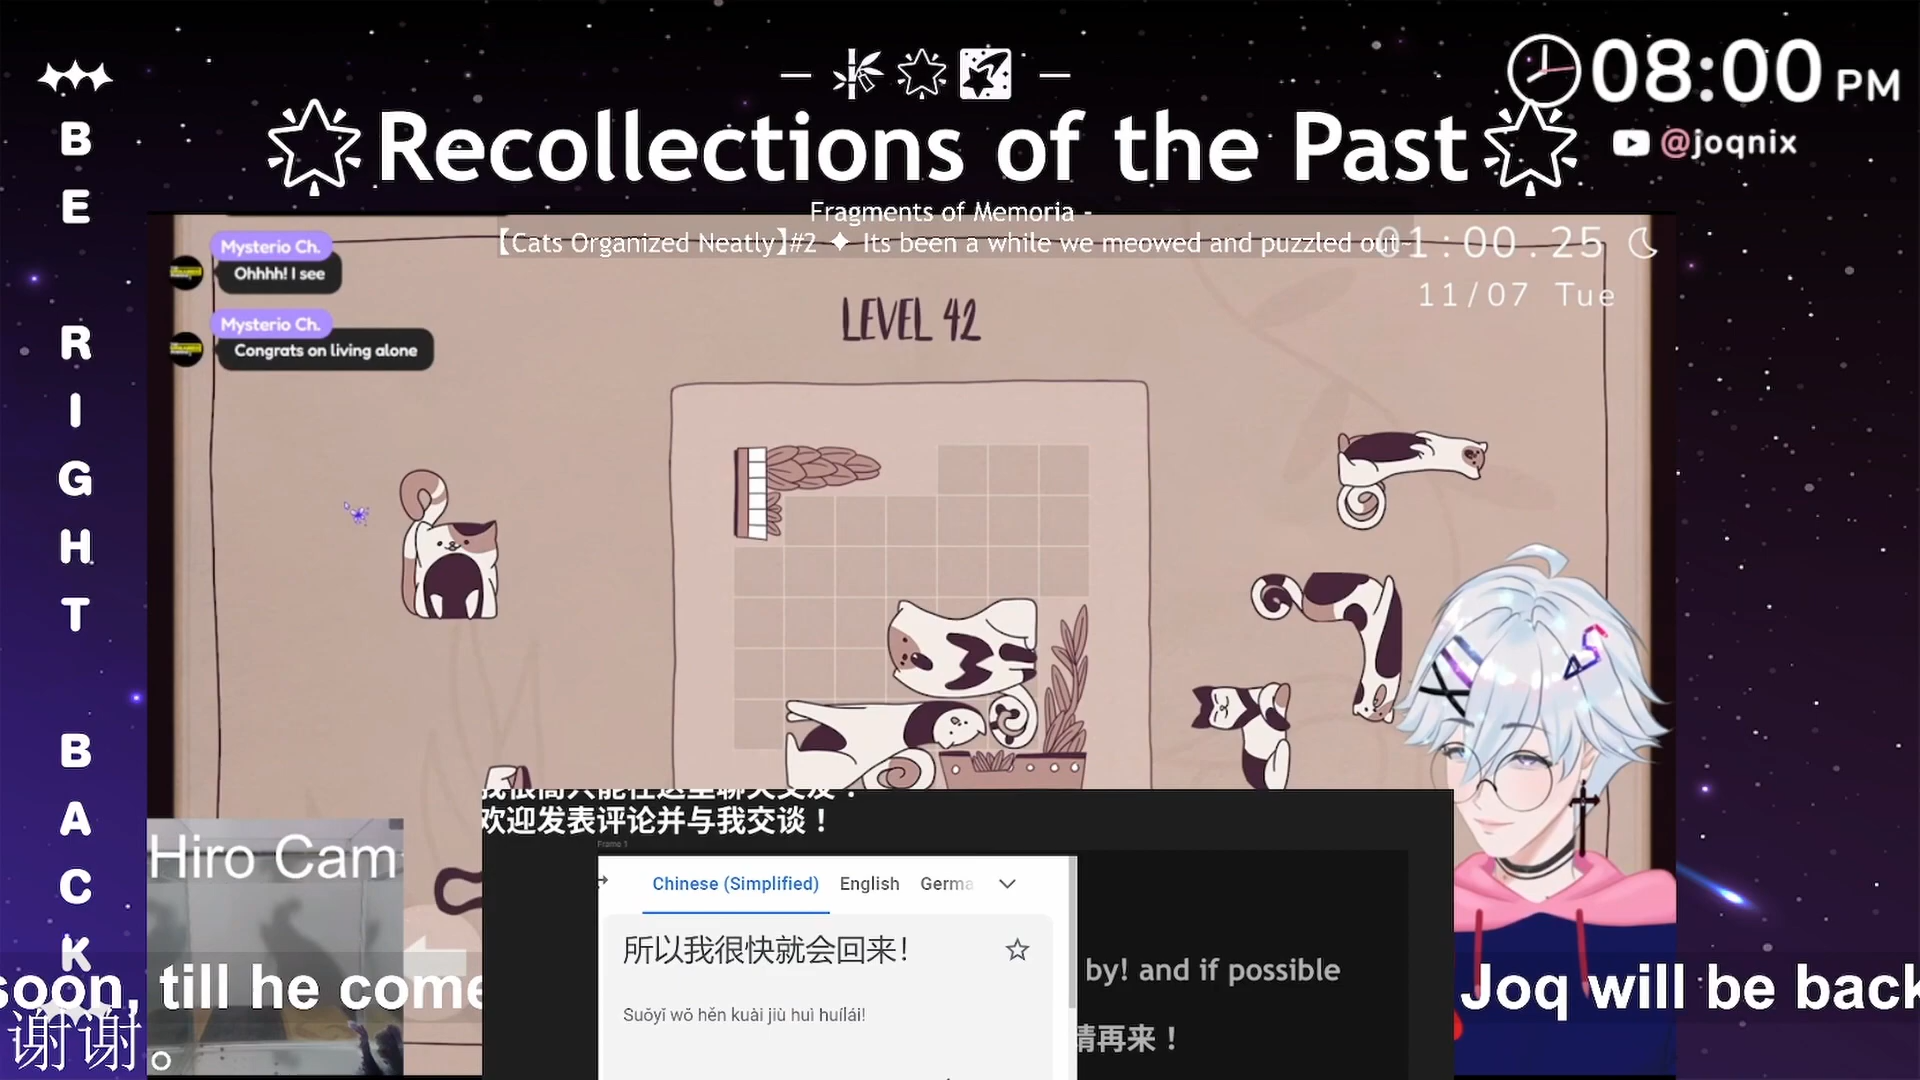 08:00 PM
@joqnix
BE RIGHT BACK
Recollections of the Past
Fragments of Memoria -
【Cats Organized Neatly】#2 ✦ Its been a while we meowed and puzzled out~
01:00.25
11/07 Tue
Mysterio Ch.
Ohhhh! I see
Mysterio Ch.
Congrats on living alone
LEVEL 42
欢迎发表评论并与我交谈！
Frame 1
Hiro Cam
Chinese (Simplified) English Germa
所以我很快就会回来！
Suǒyǐ wǒ hěn kuài jiù huì huílái!
by! and if possible
请再来！
soon, till he come
Joq will be back
谢谢。